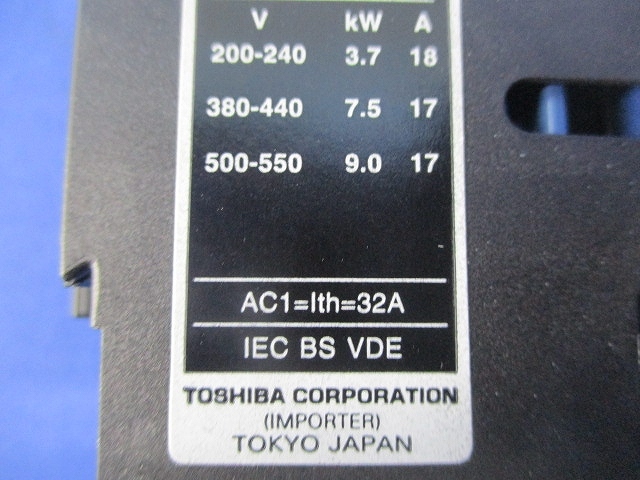 V kW A
200-240 3.7 18
380-440 7.5 17
500-550 9.0 17
AC1=Ith=32A
IEC BS VDE
TOSHIBA CORPORATION
(IMPORTER)
TOKYO JAPAN